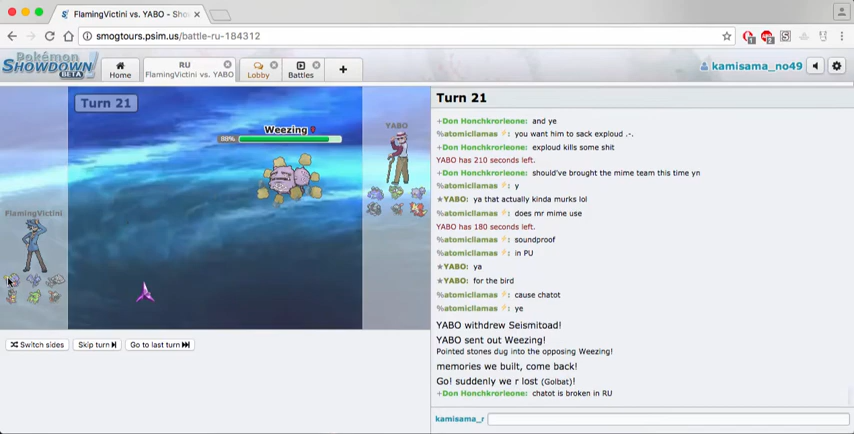 FlamingVictini vs. YABO - Sho
smogtours.psim.us/battle-ru-184312
Pokémon
SHOWDOWN!
BETA
Home
RU
FlamingVictini vs. YABO
Lobby
Battles
kamisama_no49
Turn 21
Weezing
88%
YABO
FlamingVictini
Switch sides
Skip turn
Go to last turn
Turn 21
+Don Honchkrorleone: and ye
%atomicllamas ⚡: you want him to sack exploud .-.
+Don Honchkrorleone: exploud kills some shit
YABO has 210 seconds left.
+Don Honchkrorleone: should've brought the mime team this time yn
%atomicllamas ⚡: y
★YABO: ya that actually kinda murks lol
%atomicllamas ⚡: does mr mime use
YABO has 180 seconds left.
%atomicllamas ⚡: soundproof
%atomicllamas ⚡: in PU
★YABO: ya
★YABO: for the bird
%atomicllamas ⚡: cause chatot
%atomicllamas ⚡: ye
YABO withdrew Seismitoad!
YABO sent out Weezing!
Pointed stones dug into the opposing Weezing!
memories we built, come back!
Go! suddenly we r lost (Golbat)!
+Don Honchkrorleone: chatot is broken in RU
kamisama_r